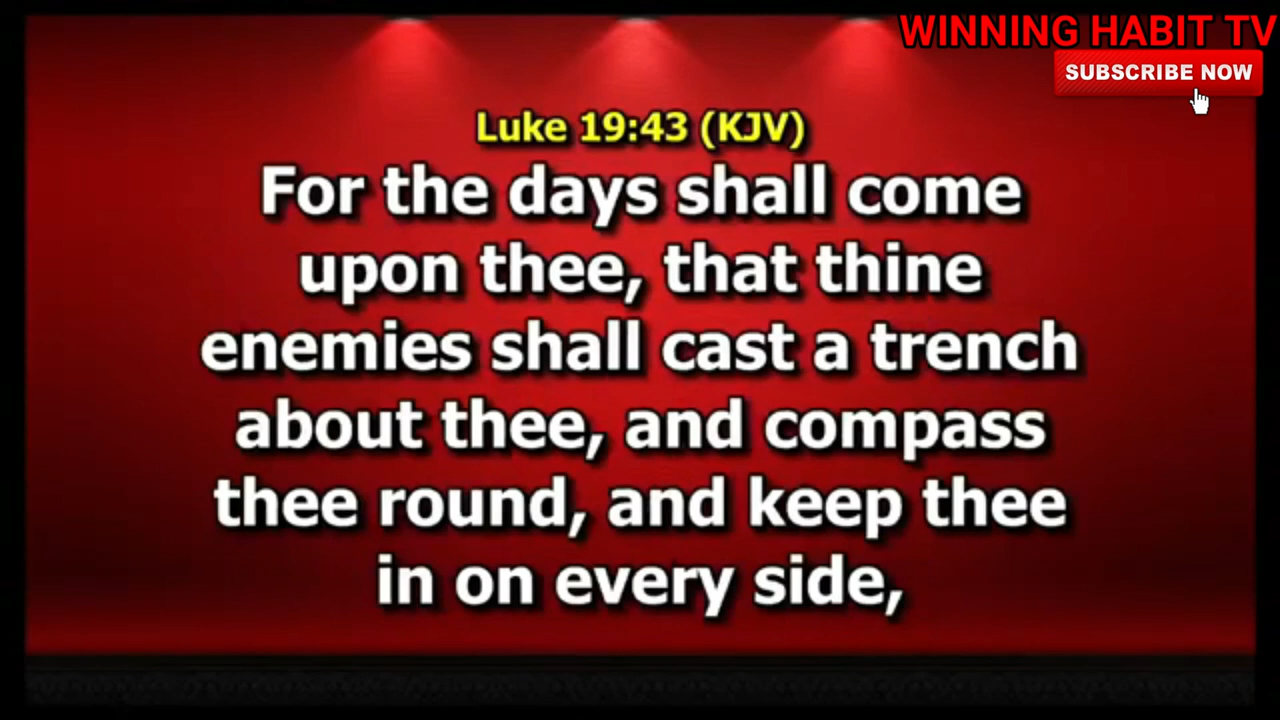 WINNING HABIT TV
SUBSCRIBE NOW
Luke 19:43 (KJV)
For the days shall come
upon thee, that thine
enemies shall cast a trench
about thee, and compass
thee round, and keep thee
in on every side,